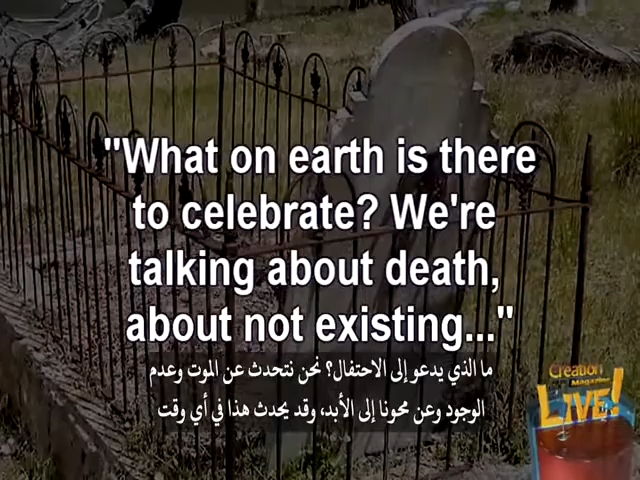 "What on earth is there
to celebrate? We're
talking about death,
about not existing..."
ما الذي يدعو إلى الاحتفال؟ نحن نتحدث عن الموت وعدم
الوجود وعن محونا إلى الأبد، وقد يحدث هذا في أي وقت
Creation
Magazine
LIVE!